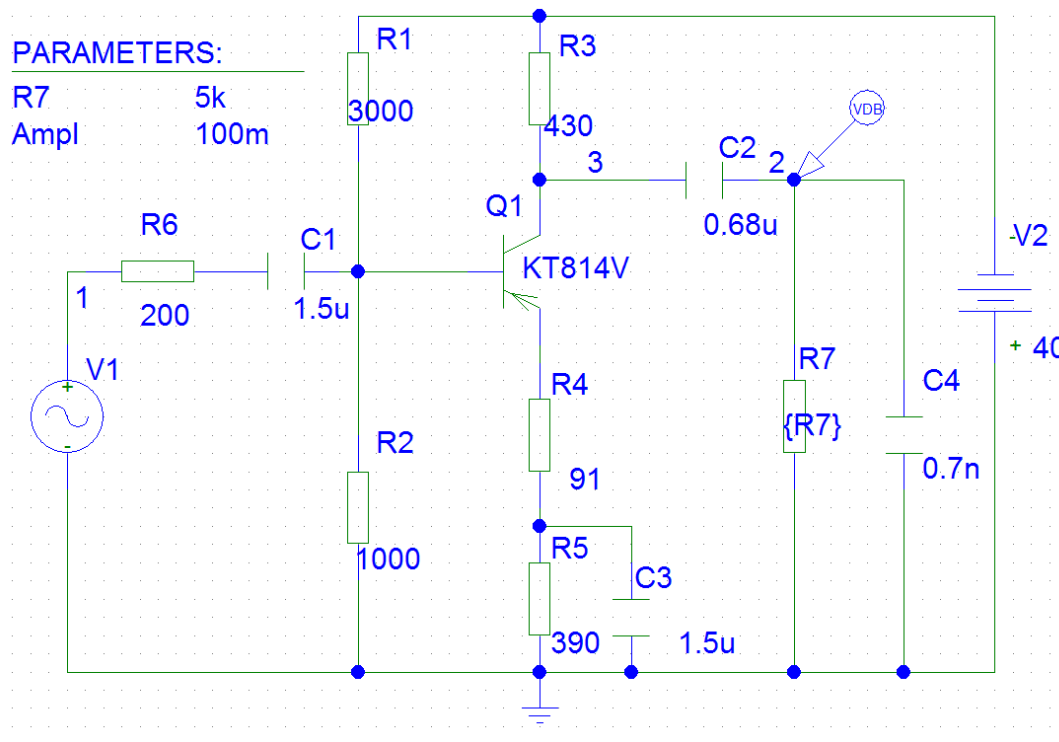 PARAMETERS:
R7 5k
Ampl 100m
R1
3000
R3
430
3
C2
0.68u
2
VDB
Q1
KT814V
R6
200
1
C1
1.5u
V1
+
-
R2
1000
R4
91
R5
390
C3
1.5u
R7
{R7}
C4
0.7n
-
V2
+
40